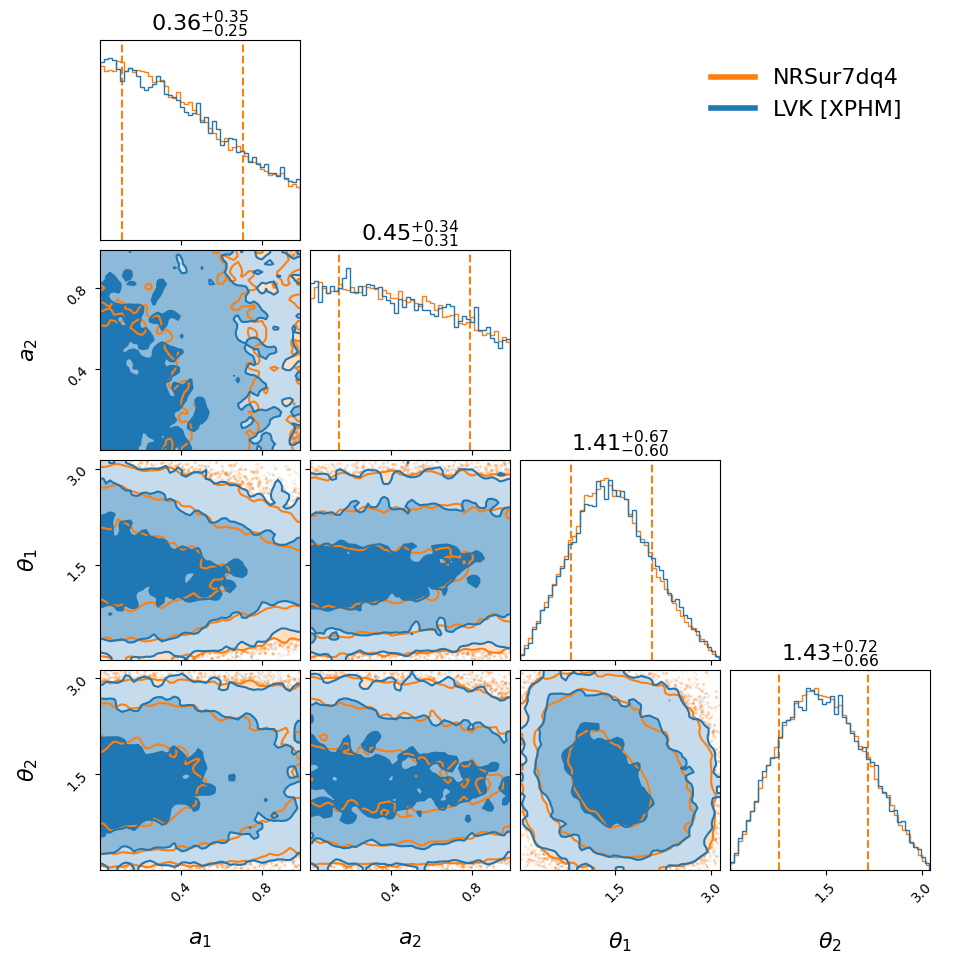 0.36+0.35−0.25
NRSur7dq4
LVK [XPHM]
0.45+0.34−0.31
a2
0.8
0.4
1.41+0.67−0.60
θ1
3.0
1.5
1.43+0.72−0.66
θ2
3.0
1.5
0.4 0.8 0.4 0.8 1.5 3.0 1.5 3.0
a1 a2 θ1 θ2